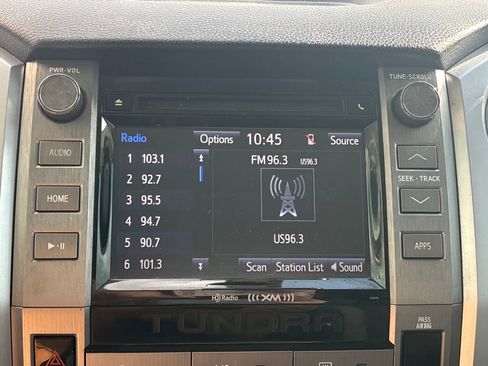 PWR•VOL
TUNE•SCROLL
Radio Options 10:45 Source
AUDIO
1 103.1
FM 96.3 US96.3
2 92.7
SEEK • TRACK
HOME
3 95.5
4 94.7
5 90.7
US96.3
APPS
6 101.3
Scan Station List Sound
HD Radio ((( XM )))
PASS
AIR BAG
TUNDRA